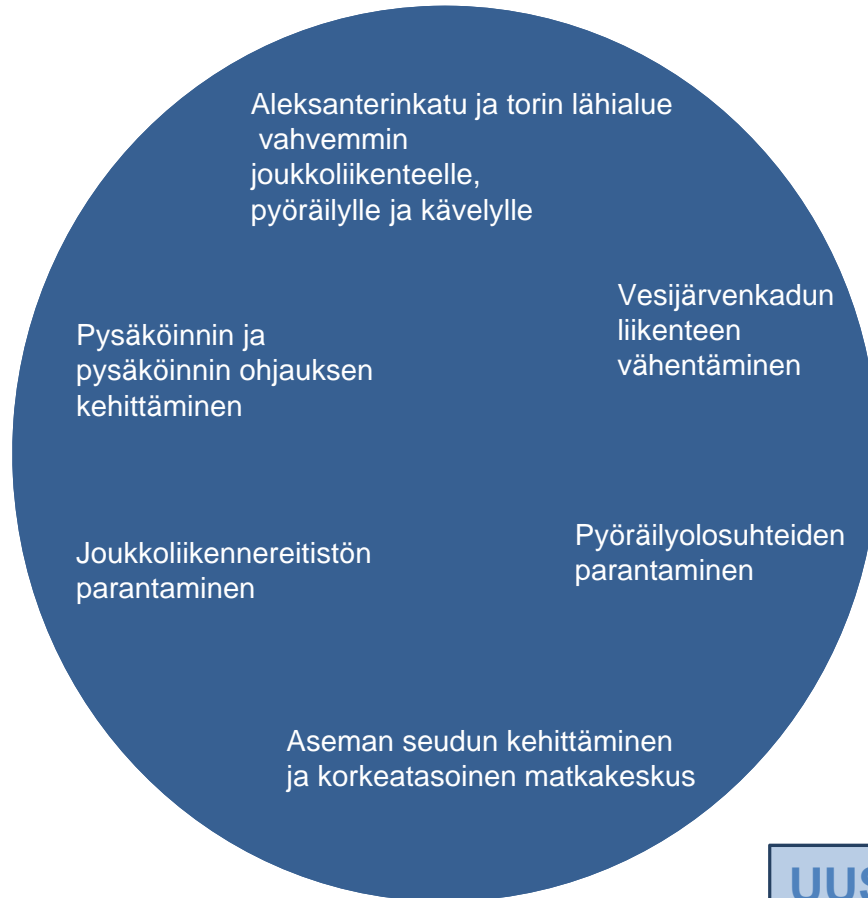 Aleksanterinkatu ja torin lähialue
vahvemmin
joukkoliikenteelle,
pyöräilylle ja kävelylle
Vesijärvenkadun
liikenteen
vähentäminen
Pysäköinnin ja
pysäköinnin ohjauksen
kehittäminen
Pyöräilyolosuhteiden
parantaminen
Joukkoliikennereitistön
parantaminen
Aseman seudun kehittäminen
ja korkeatasoinen matkakeskus